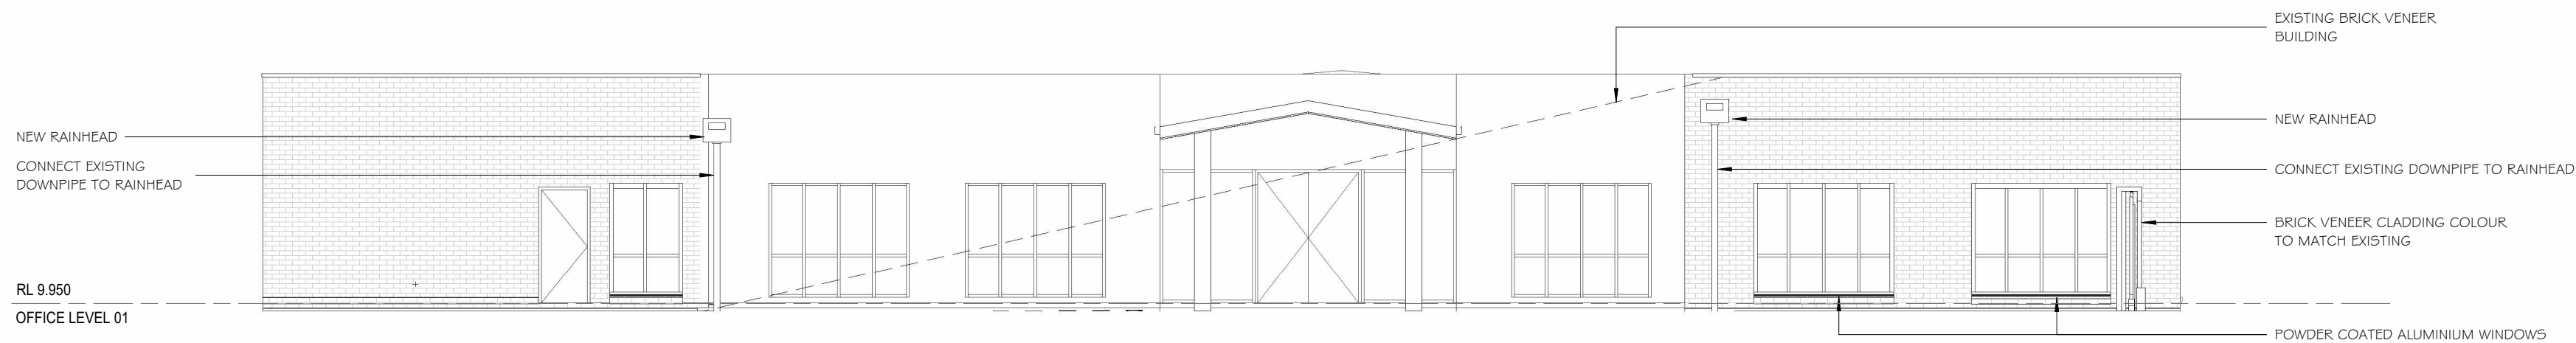 EXISTING BRICK VENEER
BUILDING
NEW RAINHEAD
CONNECT EXISTING
DOWNPIPE TO RAINHEAD
NEW RAINHEAD
CONNECT EXISTING DOWNPIPE TO RAINHEAD
BRICK VENEER CLADDING COLOUR
TO MATCH EXISTING
RL 9.950
OFFICE LEVEL 01
POWDER COATED ALUMINIUM WINDOWS